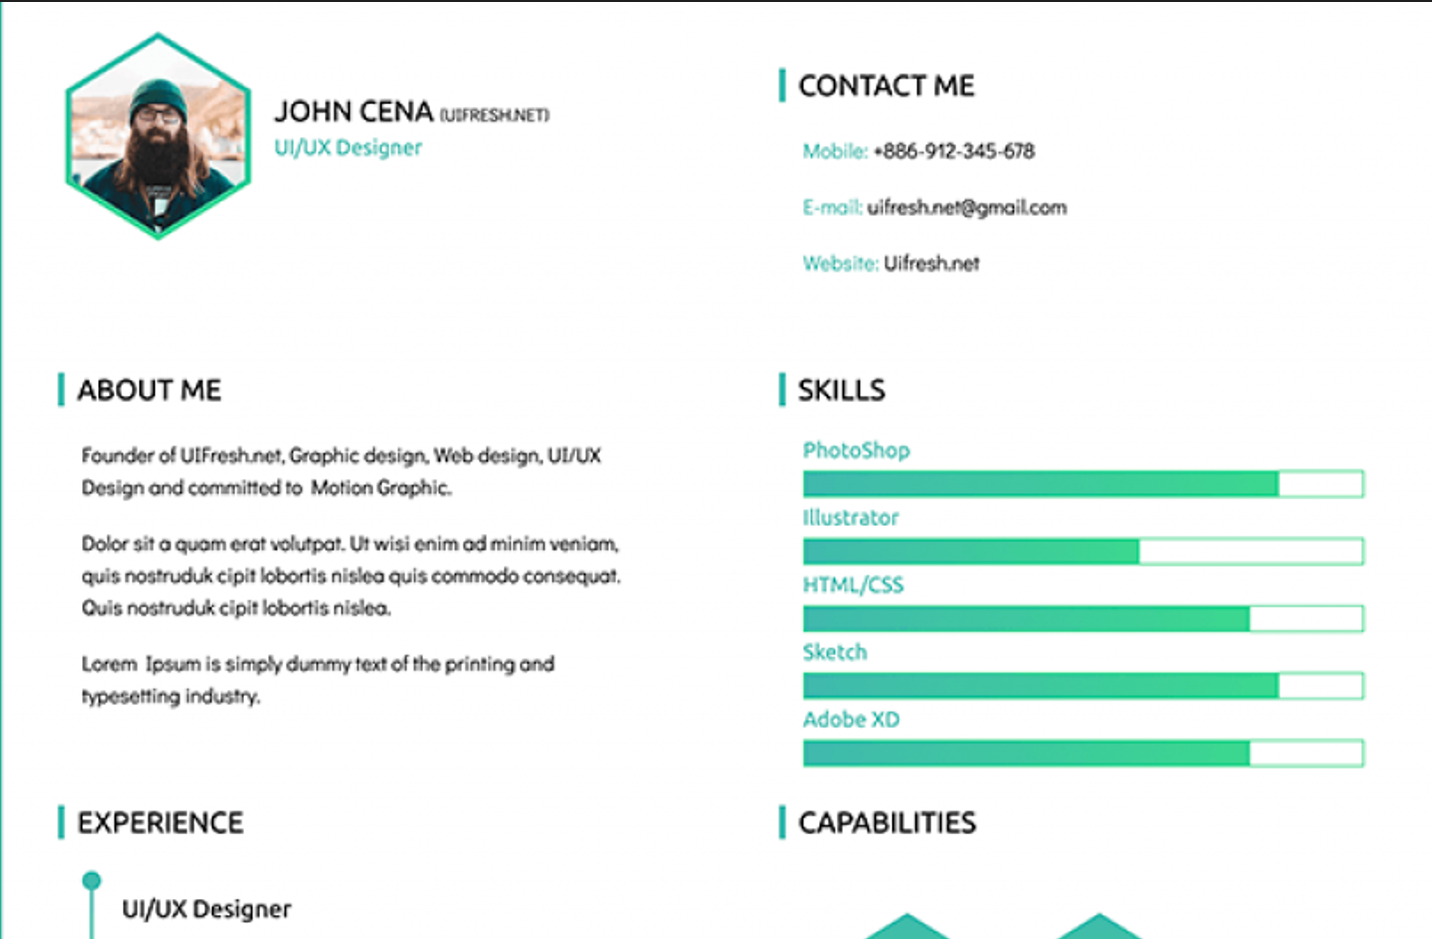 JOHN CENA (UIFRESH.NET)
UI/UX Designer
CONTACT ME
Mobile: +886-912-345-678
E-mail: uifresh.net@gmail.com
Website: Uifresh.net
ABOUT ME
Founder of UIFresh.net, Graphic design, Web design, UI/UX
Design and committed to Motion Graphic.
Dolor sit a quam erat volutpat. Ut wisi enim ad minim veniam,
quis nostruduk cipit lobortis nislea quis commodo consequat.
Quis nostruduk cipit lobortis nislea.
Lorem Ipsum is simply dummy text of the printing and
typesetting industry.
SKILLS
PhotoShop
Illustrator
HTML/CSS
Sketch
Adobe XD
EXPERIENCE
UI/UX Designer
CAPABILITIES